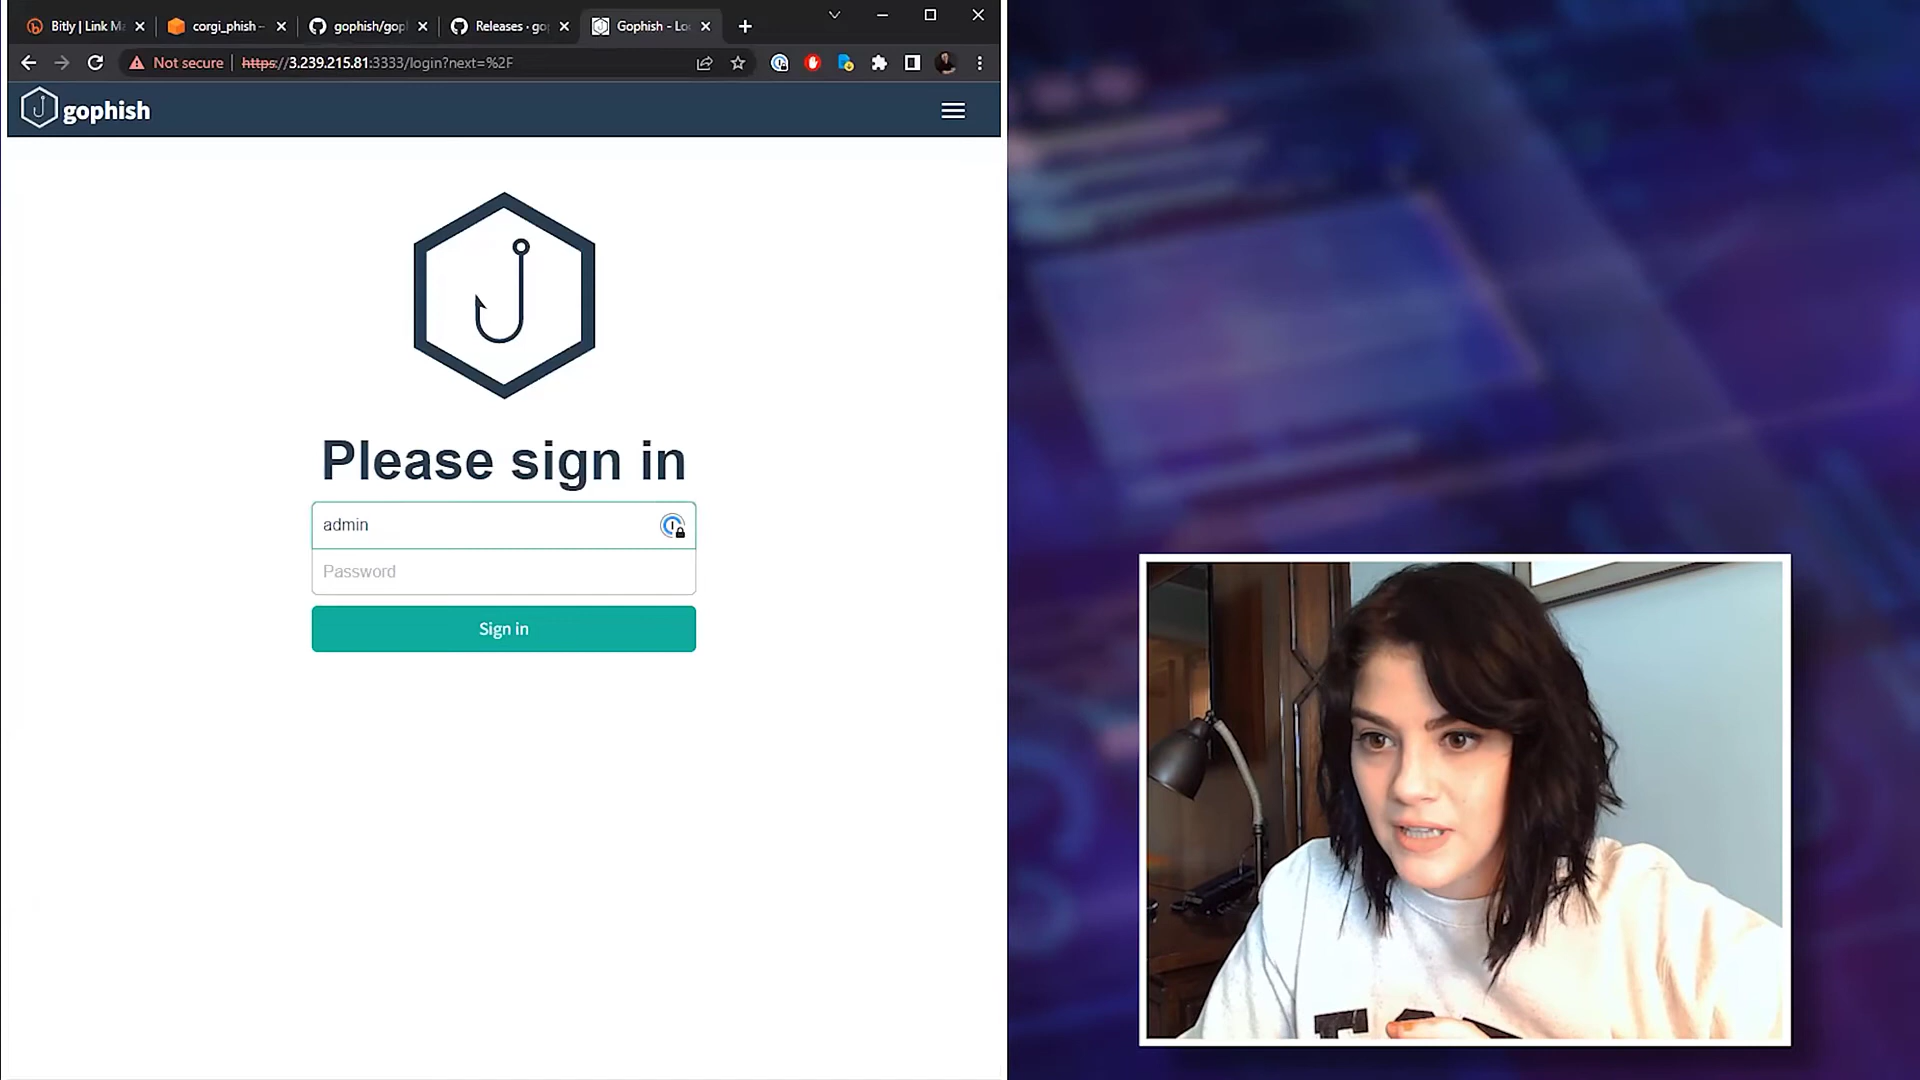 Bitly | Link Ma
corgi_phish –
gophish/gop
Releases · go
Gophish - Lo
Not secure
https://3.239.215.81:3333/login?next=%2F
gophish
Please sign in
admin
Password
Sign in